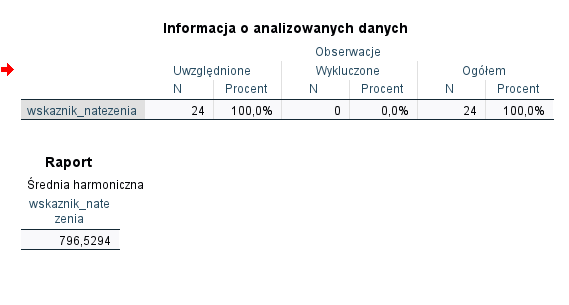 Informacja o analizowanych danych
Obserwacje
Uwzględnione Wykluczone Ogółem
N Procent N Procent N Procent
wskaznik_natezenia 24 100,0% 0 0,0% 24 100,0%
Raport
Średnia harmoniczna
wskaznik_nate
zenia
796,5294